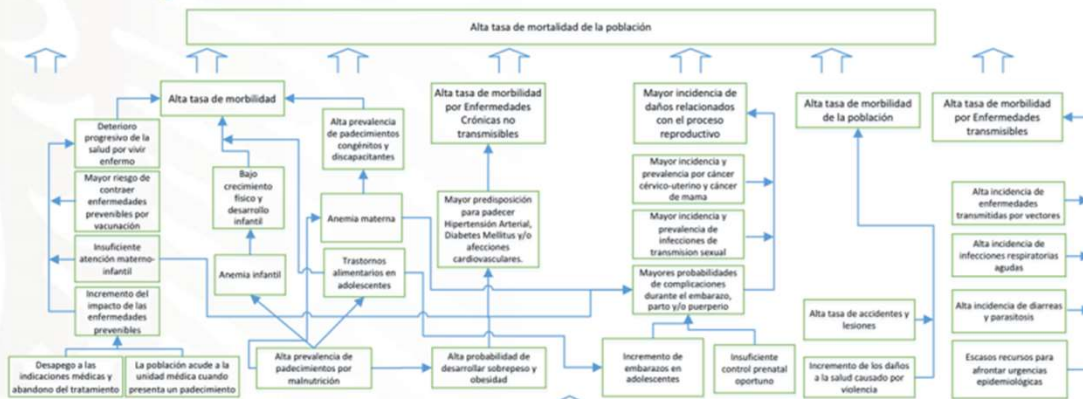 Alta tasa de mortalidad de la población
Alta tasa de morbilidad
Alta prevalencia
de padecimientos
congénitos y
discapacitantes
Alta tasa de morbilidad
por Enfermedades
Crónicas no
transmisibles
Mayor incidencia de
daños relacionados
con el proceso
reproductivo
Alta tasa de morbilidad
de la población
Alta tasa de morbilidad
por Enfermedades
transmisibles
Deterioro
progresivo de la
salud por vivir
enfermo
Mayor riesgo de
contraer
enfermedades
prevenibles por
vacunación
Insuficiente
atención materno-
infantil
Incremento del
impacto de las
enfermedades
prevenibles
Bajo
crecimiento
físico y
desarrollo
infantil
Anemia infantil
Anemia materna
Trastornos
alimentarios en
adolescentes
Mayor predisposición
para padecer
Hipertensión Arterial,
Diabetes Mellitus y/o
afecciones
cardiovasculares.
Mayor incidencia y
prevalencia por cáncer
cérvico-uterino y cáncer
de mama
Mayor incidencia y
prevalencia de
infecciones de
transmision sexual
Mayores probabilidades
de complicaciones
durante el embarazo,
parto y/o puerperio
Alta incidencia de
enfermedades
transmitidas por vectores
Alta incidencia de
infecciones respiratorias
agudas
Alta tasa de accidentes y
lesiones
Alta incidencia de diarreas
y parasitosis
Desapego a las
indicaciones médicas y
abandono del tratamiento
La población acude a la
unidad médica cuando
presenta un padecimiento
Alta prevalencia de
padecimientos por
malnutrición
Alta probabilidad de
desarrollar sobrepeso y
obesidad
Incremento de
embarazos en
adolescentes
Insuficiente
control prenatal
oportuno
Incremento de los daños
a la salud causado por
violencia
Escasos recursos para
afrontar urgencias
epidemiológicas